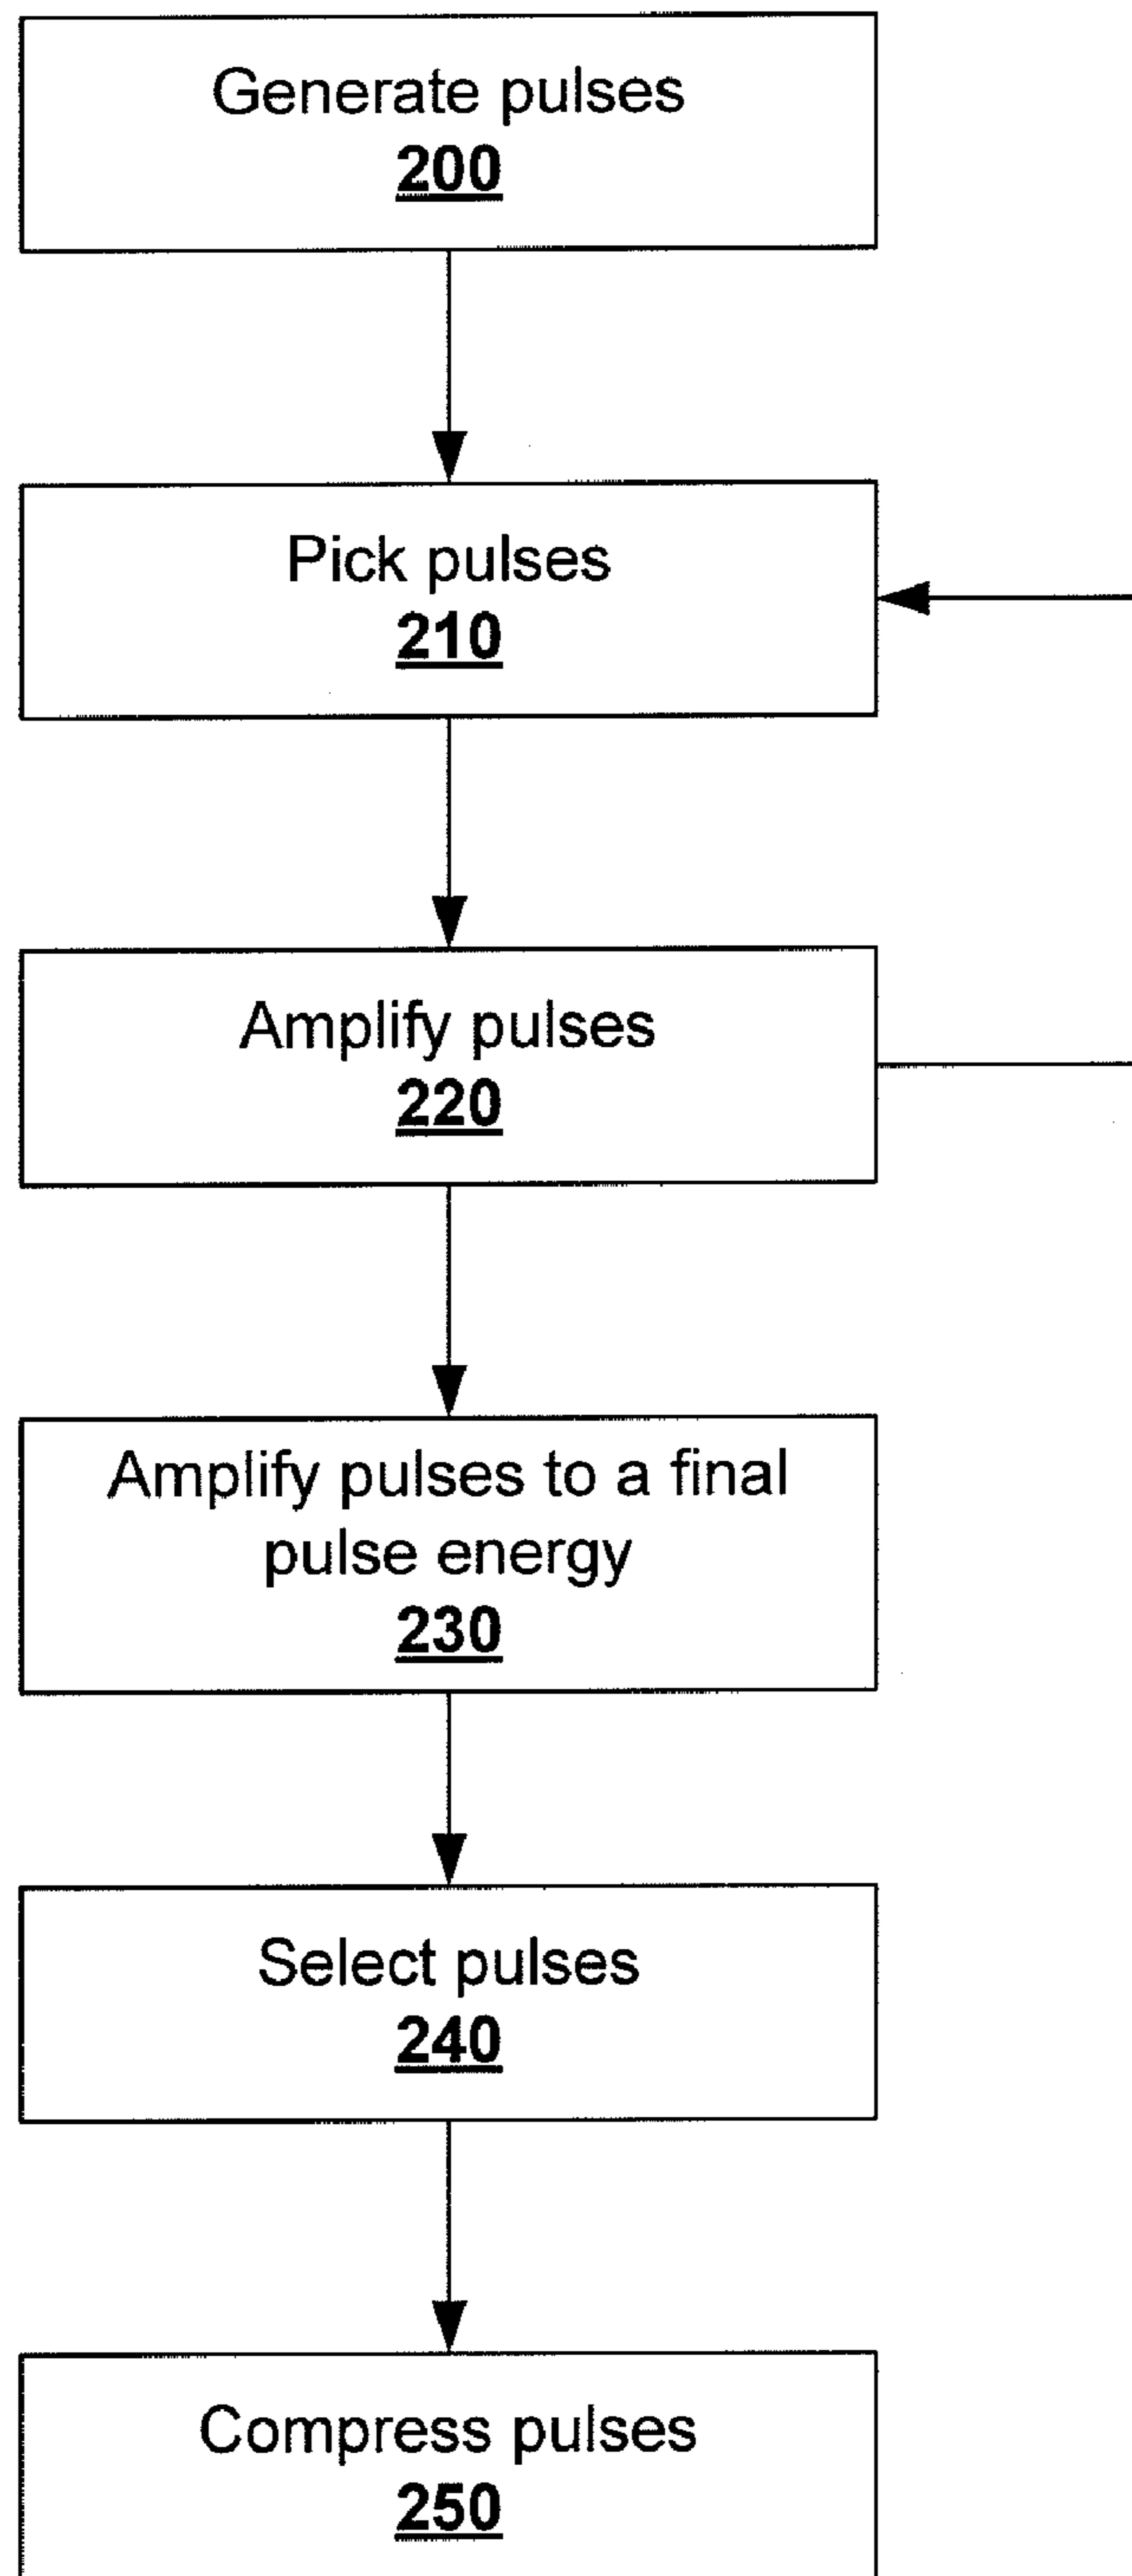 Generate pulses
200
Pick pulses
210
Amplify pulses
220
Amplify pulses to a final
pulse energy
230
Select pulses
240
Compress pulses
250